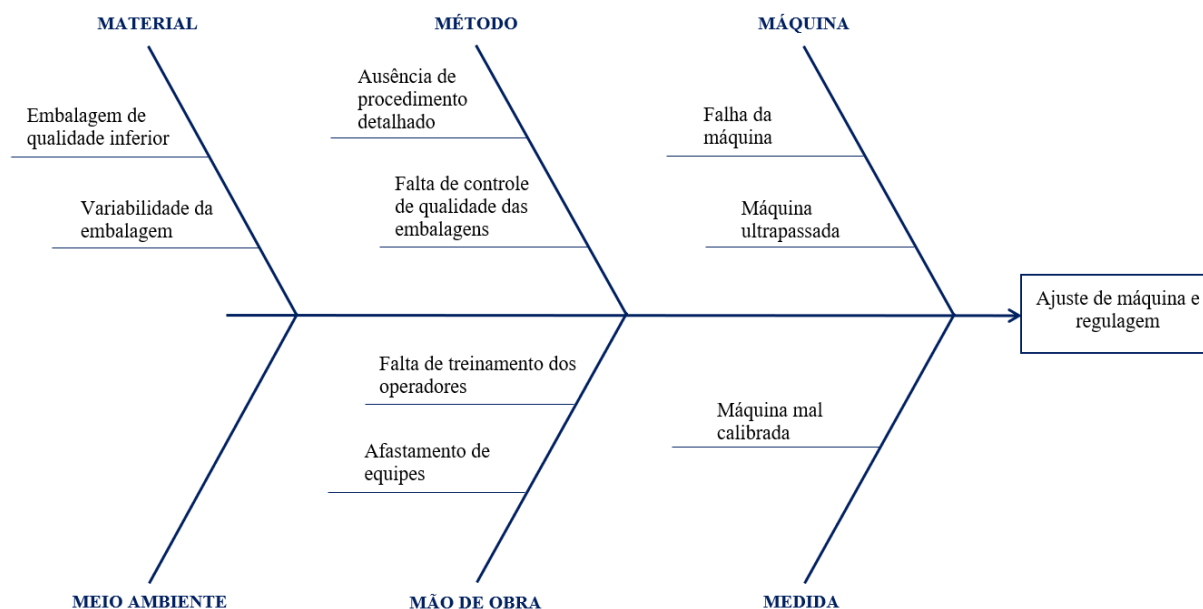 MATERIAL
MÉTODO
MÁQUINA
Ausência de
procedimento
detalhado
Embalagem de
qualidade inferior
Falha da
máquina
Falta de controle
de qualidade das
embalagens
Variabilidade da
embalagem
Máquina
ultrapassada
Ajuste de máquina e
regulagem
Falta de treinamento dos
operadores
Máquina mal
calibrada
Afastamento de
equipes
MEIO AMBIENTE
MÃO DE OBRA
MEDIDA